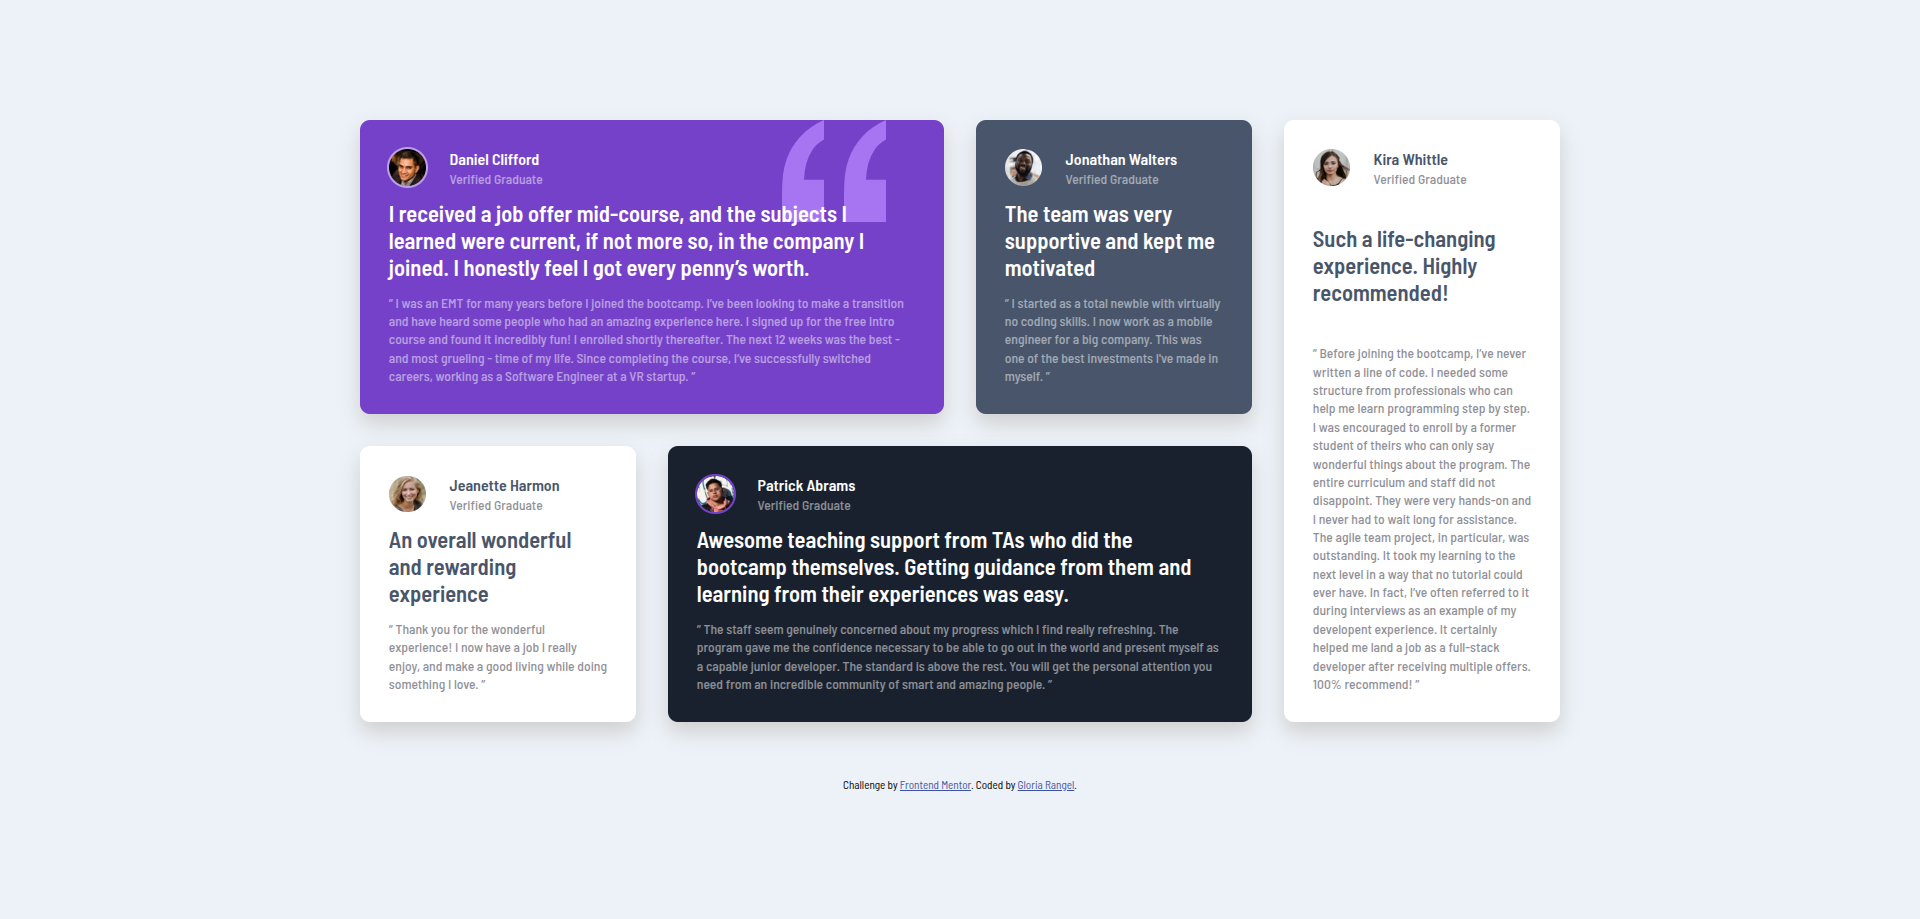 Daniel Clifford
Verified Graduate
I received a job offer mid-course, and the subjects I
learned were current, if not more so, in the company I
joined. I honestly feel I got every penny’s worth.
“ I was an EMT for many years before I joined the bootcamp. I’ve been looking to make a transition
and have heard some people who had an amazing experience here. I signed up for the free intro
course and found it incredibly fun! I enrolled shortly thereafter. The next 12 weeks was the best -
and most grueling - time of my life. Since completing the course, I’ve successfully switched
careers, working as a Software Engineer at a VR startup. ”
Jonathan Walters
Verified Graduate
The team was very
supportive and kept me
motivated
“ I started as a total newbie with virtually
no coding skills. I now work as a mobile
engineer for a big company. This was
one of the best investments I’ve made in
myself. ”
Kira Whittle
Verified Graduate
Such a life-changing
experience. Highly
recommended!
“ Before joining the bootcamp, I’ve never
written a line of code. I needed some
structure from professionals who can
help me learn programming step by step.
I was encouraged to enroll by a former
student of theirs who can only say
wonderful things about the program. The
entire curriculum and staff did not
disappoint. They were very hands-on and
I never had to wait long for assistance.
The agile team project, in particular, was
outstanding. It took my learning to the
next level in a way that no tutorial could
ever have. In fact, I’ve often referred to it
during interviews as an example of my
developent experience. It certainly
helped me land a job as a full-stack
developer after receiving multiple offers.
100% recommend! ”
Jeanette Harmon
Verified Graduate
An overall wonderful
and rewarding
experience
“ Thank you for the wonderful
experience! I now have a job I really
enjoy, and make a good living while doing
something I love. ”
Patrick Abrams
Verified Graduate
Awesome teaching support from TAs who did the
bootcamp themselves. Getting guidance from them and
learning from their experiences was easy.
“ The staff seem genuinely concerned about my progress which I find really refreshing. The
program gave me the confidence necessary to be able to go out in the world and present myself as
a capable junior developer. The standard is above the rest. You will get the personal attention you
need from an incredible community of smart and amazing people. ”
Challenge by Frontend Mentor. Coded by Gloria Rangel.